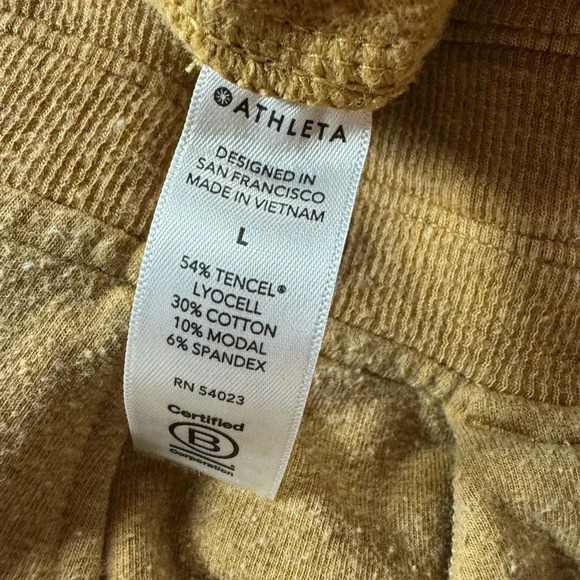 ATHLETA
DESIGNED IN
SAN FRANCISCO
MADE IN VIETNAM
L
54% TENCEL®
LYOCELL
30% COTTON
10% MODAL
6% SPANDEX
RN 54023
Certified
B
Corporation